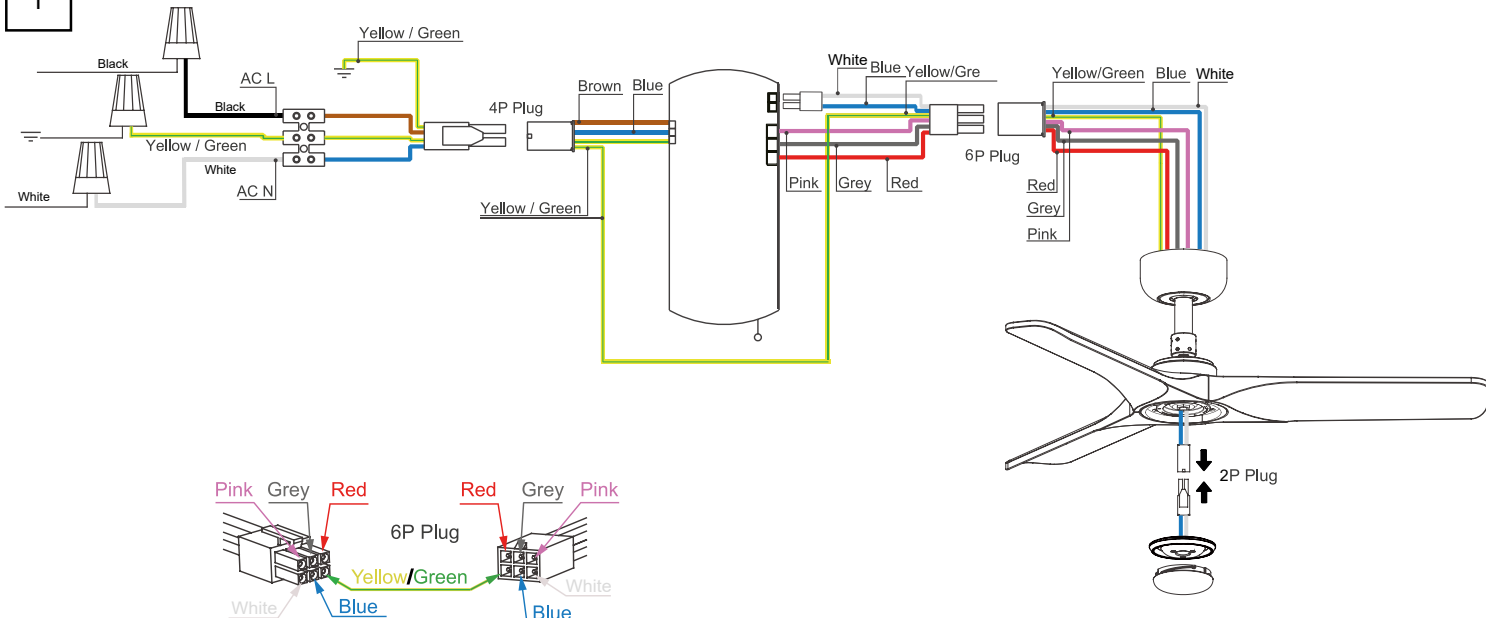 1
Black
AC L
Black
Yellow / Green
White
AC N
White
Yellow / Green
4P Plug
Brown
Blue
Yellow / Green
White
Blue
Yellow/Gre
Pink
Grey
Red
6P Plug
Yellow/Green
Blue
White
Red
Grey
Pink
2P Plug
Pink
Grey
Red
6P Plug
Red
Grey
Pink
Yellow/Green
White
Blue
White
Blue